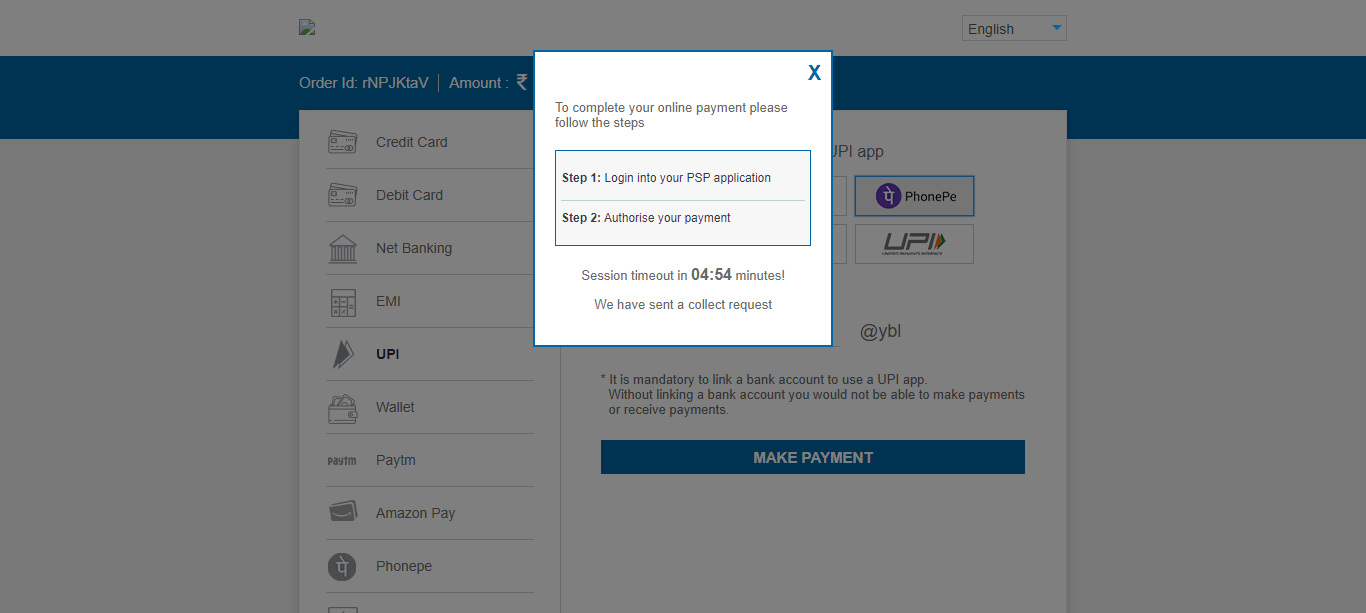 English
Order Id: rNPJKtaV | Amount : ₹
X
To complete your online payment please
follow the steps
Step 1: Login into your PSP application
Step 2: Authorise your payment
Session timeout in 04:54 minutes!
We have sent a collect request
Credit Card
Debit Card
Net Banking
EMI
UPI
Wallet
Paytm Paytm
Amazon Pay
Phonepe
UPI app
PhonePe
UPI
UNIFIED PAYMENTS INTERFACE
@ybl
* It is mandatory to link a bank account to use a UPI app.
Without linking a bank account you would not be able to make payments
or receive payments.
MAKE PAYMENT